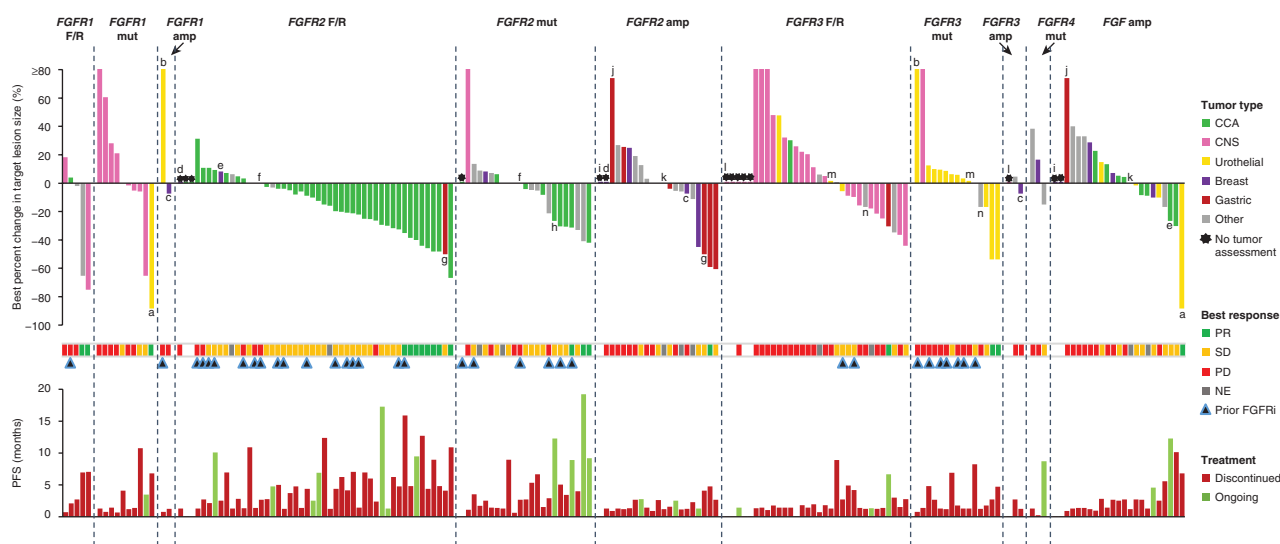 FGFR1 F/R
FGFR1 mut
FGFR1 amp
FGFR2 F/R
FGFR2 mut
FGFR2 amp
FGFR3 F/R
FGFR3 mut
FGFR3 amp
FGFR4 mut
FGF amp
Best percent change in target lesion size (%)
≥80
60
40
20
0
−20
−40
−60
−80
−100
a
b
c
d
e
f
g
f
h
i
d
j
k
c
g
l
m
n
b
m
n
l
c
i
j
k
e
a
Tumor type
CCA
CNS
Urothelial
Breast
Gastric
Other
No tumor
assessment
Best response
PR
SD
PD
NE
Prior FGFRi
PFS (months)
20
15
10
5
0
Treatment
Discontinued
Ongoing